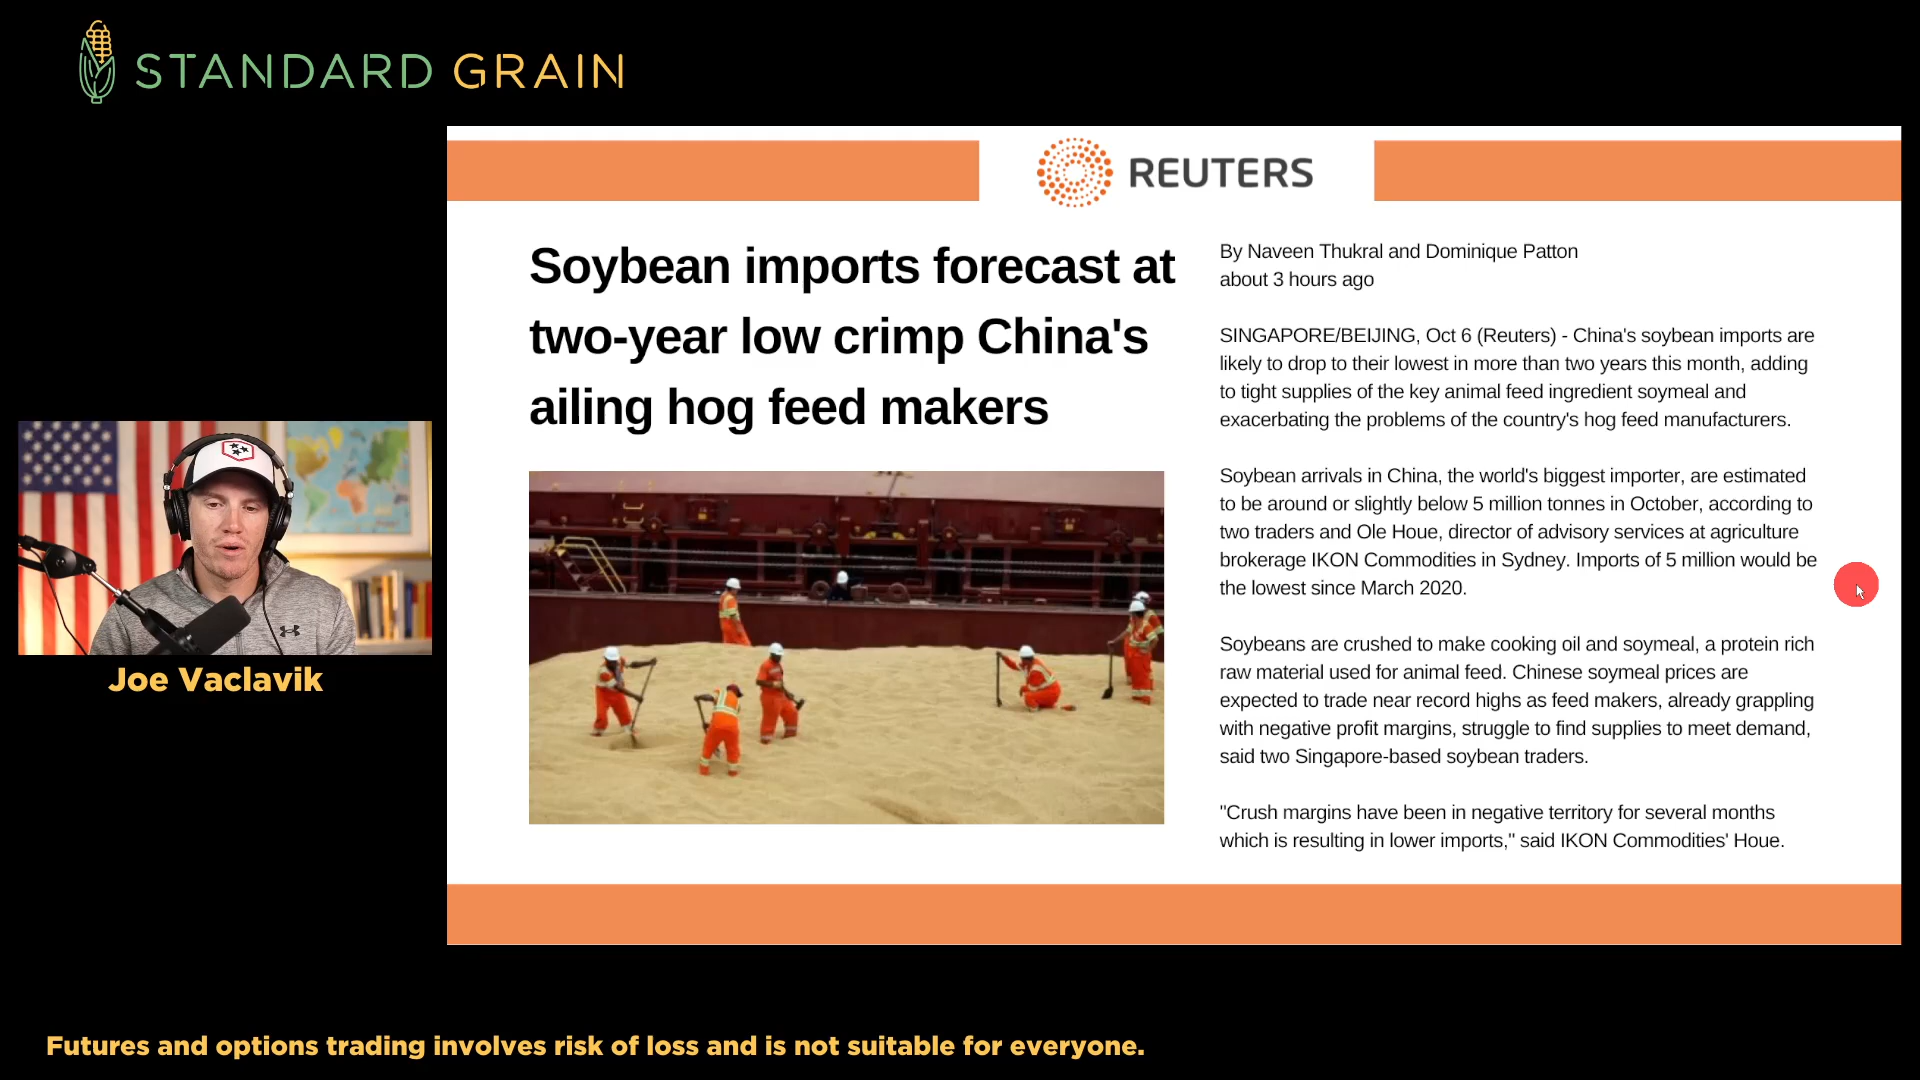 STANDARD GRAIN
REUTERS
Soybean imports forecast at
two-year low crimp China's
ailing hog feed makers
By Naveen Thukral and Dominique Patton
about 3 hours ago
SINGAPORE/BEIJING, Oct 6 (Reuters) - China's soybean imports are
likely to drop to their lowest in more than two years this month, adding
to tight supplies of the key animal feed ingredient soymeal and
exacerbating the problems of the country's hog feed manufacturers.
Soybean arrivals in China, the world's biggest importer, are estimated
to be around or slightly below 5 million tonnes in October, according to
two traders and Ole Houe, director of advisory services at agriculture
brokerage IKON Commodities in Sydney. Imports of 5 million would be
the lowest since March 2020.
Soybeans are crushed to make cooking oil and soymeal, a protein rich
raw material used for animal feed. Chinese soymeal prices are
expected to trade near record highs as feed makers, already grappling
with negative profit margins, struggle to find supplies to meet demand,
said two Singapore-based soybean traders.
"Crush margins have been in negative territory for several months
which is resulting in lower imports," said IKON Commodities' Houe.
Joe Vaclavik
Futures and options trading involves risk of loss and is not suitable for everyone.